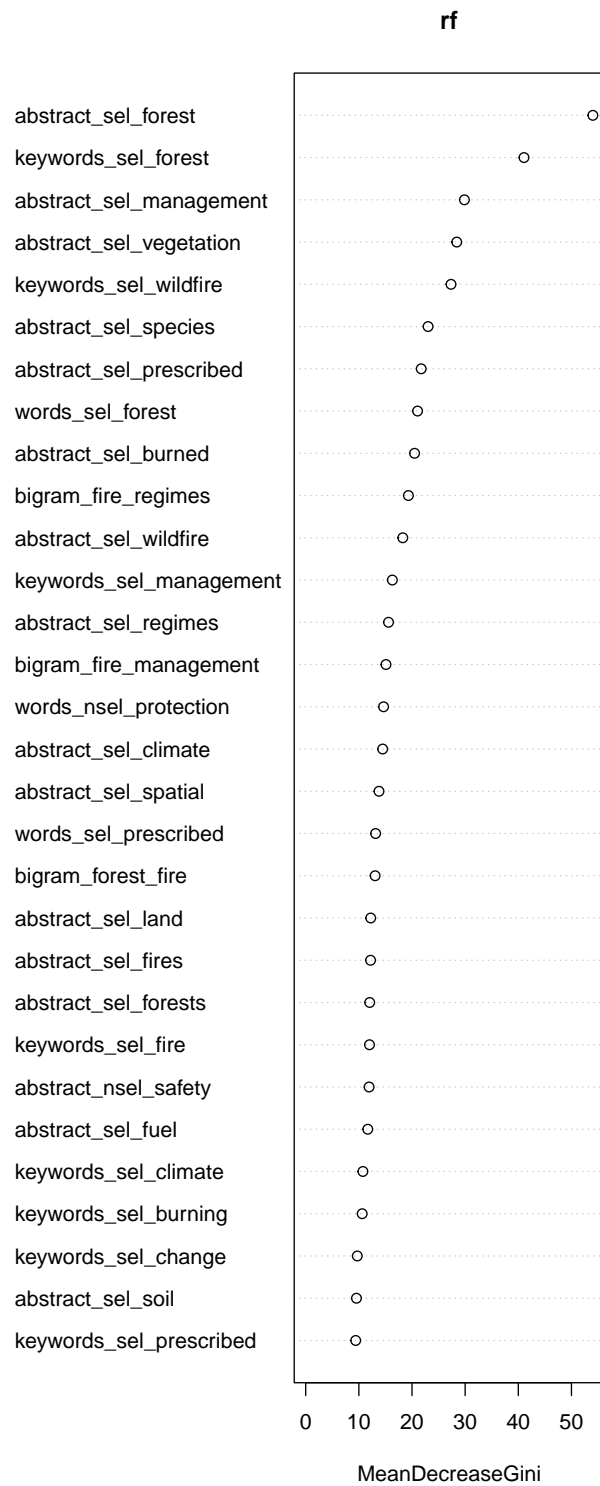 rf
abstract_sel_forest
keywords_sel_forest
abstract_sel_management
abstract_sel_vegetation
keywords_sel_wildfire
abstract_sel_species
abstract_sel_prescribed
words_sel_forest
abstract_sel_burned
bigram_fire_regimes
abstract_sel_wildfire
keywords_sel_management
abstract_sel_regimes
bigram_fire_management
words_nsel_protection
abstract_sel_climate
abstract_sel_spatial
words_sel_prescribed
bigram_forest_fire
abstract_sel_land
abstract_sel_fires
abstract_sel_forests
keywords_sel_fire
abstract_nsel_safety
abstract_sel_fuel
keywords_sel_climate
keywords_sel_burning
keywords_sel_change
abstract_sel_soil
keywords_sel_prescribed
0 10 20 30 40 50
MeanDecreaseGini